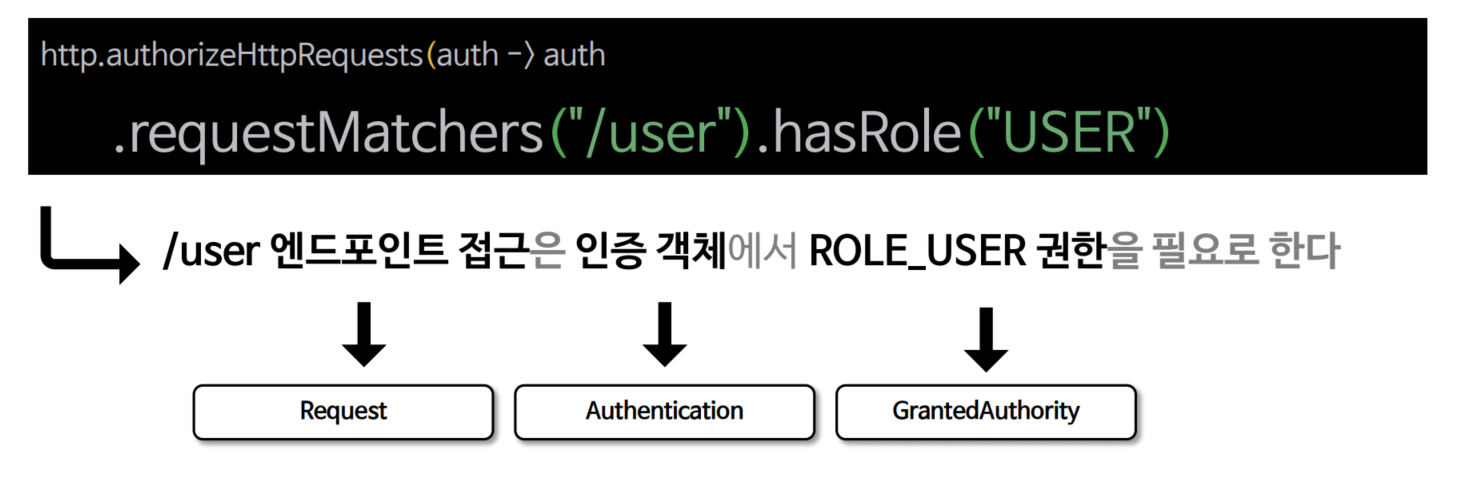 http.authorizeHttpRequests(auth -> auth
.requestMatchers("/user").hasRole("USER")
/user 엔드포인트 접근은 인증 객체에서 ROLE_USER 권한을 필요로 한다
Request
Authentication
GrantedAuthority